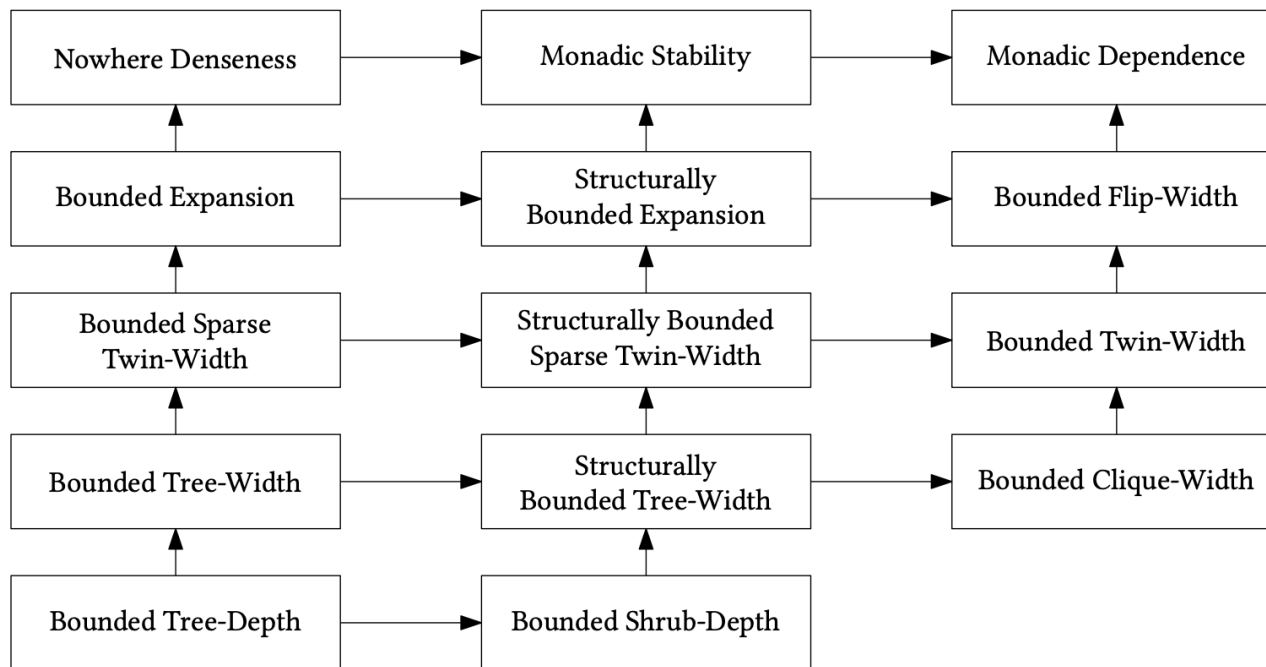 Nowhere Denseness
Monadic Stability
Monadic Dependence
Bounded Expansion
Structurally
Bounded Expansion
Bounded Flip-Width
Bounded Sparse
Twin-Width
Structurally Bounded
Sparse Twin-Width
Bounded Twin-Width
Bounded Tree-Width
Structurally
Bounded Tree-Width
Bounded Clique-Width
Bounded Tree-Depth
Bounded Shrub-Depth